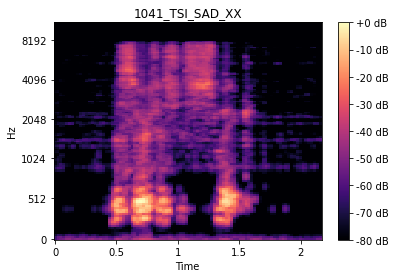 1041_TSI_SAD_XX
+0 dB
8192
-10 dB
4096
-20 dB
-30 dB
2048
-40 dB
Hz
1024
-50 dB
512
-60 dB
-70 dB
0
-80 dB
0
0.5
1
1.5
2
Time